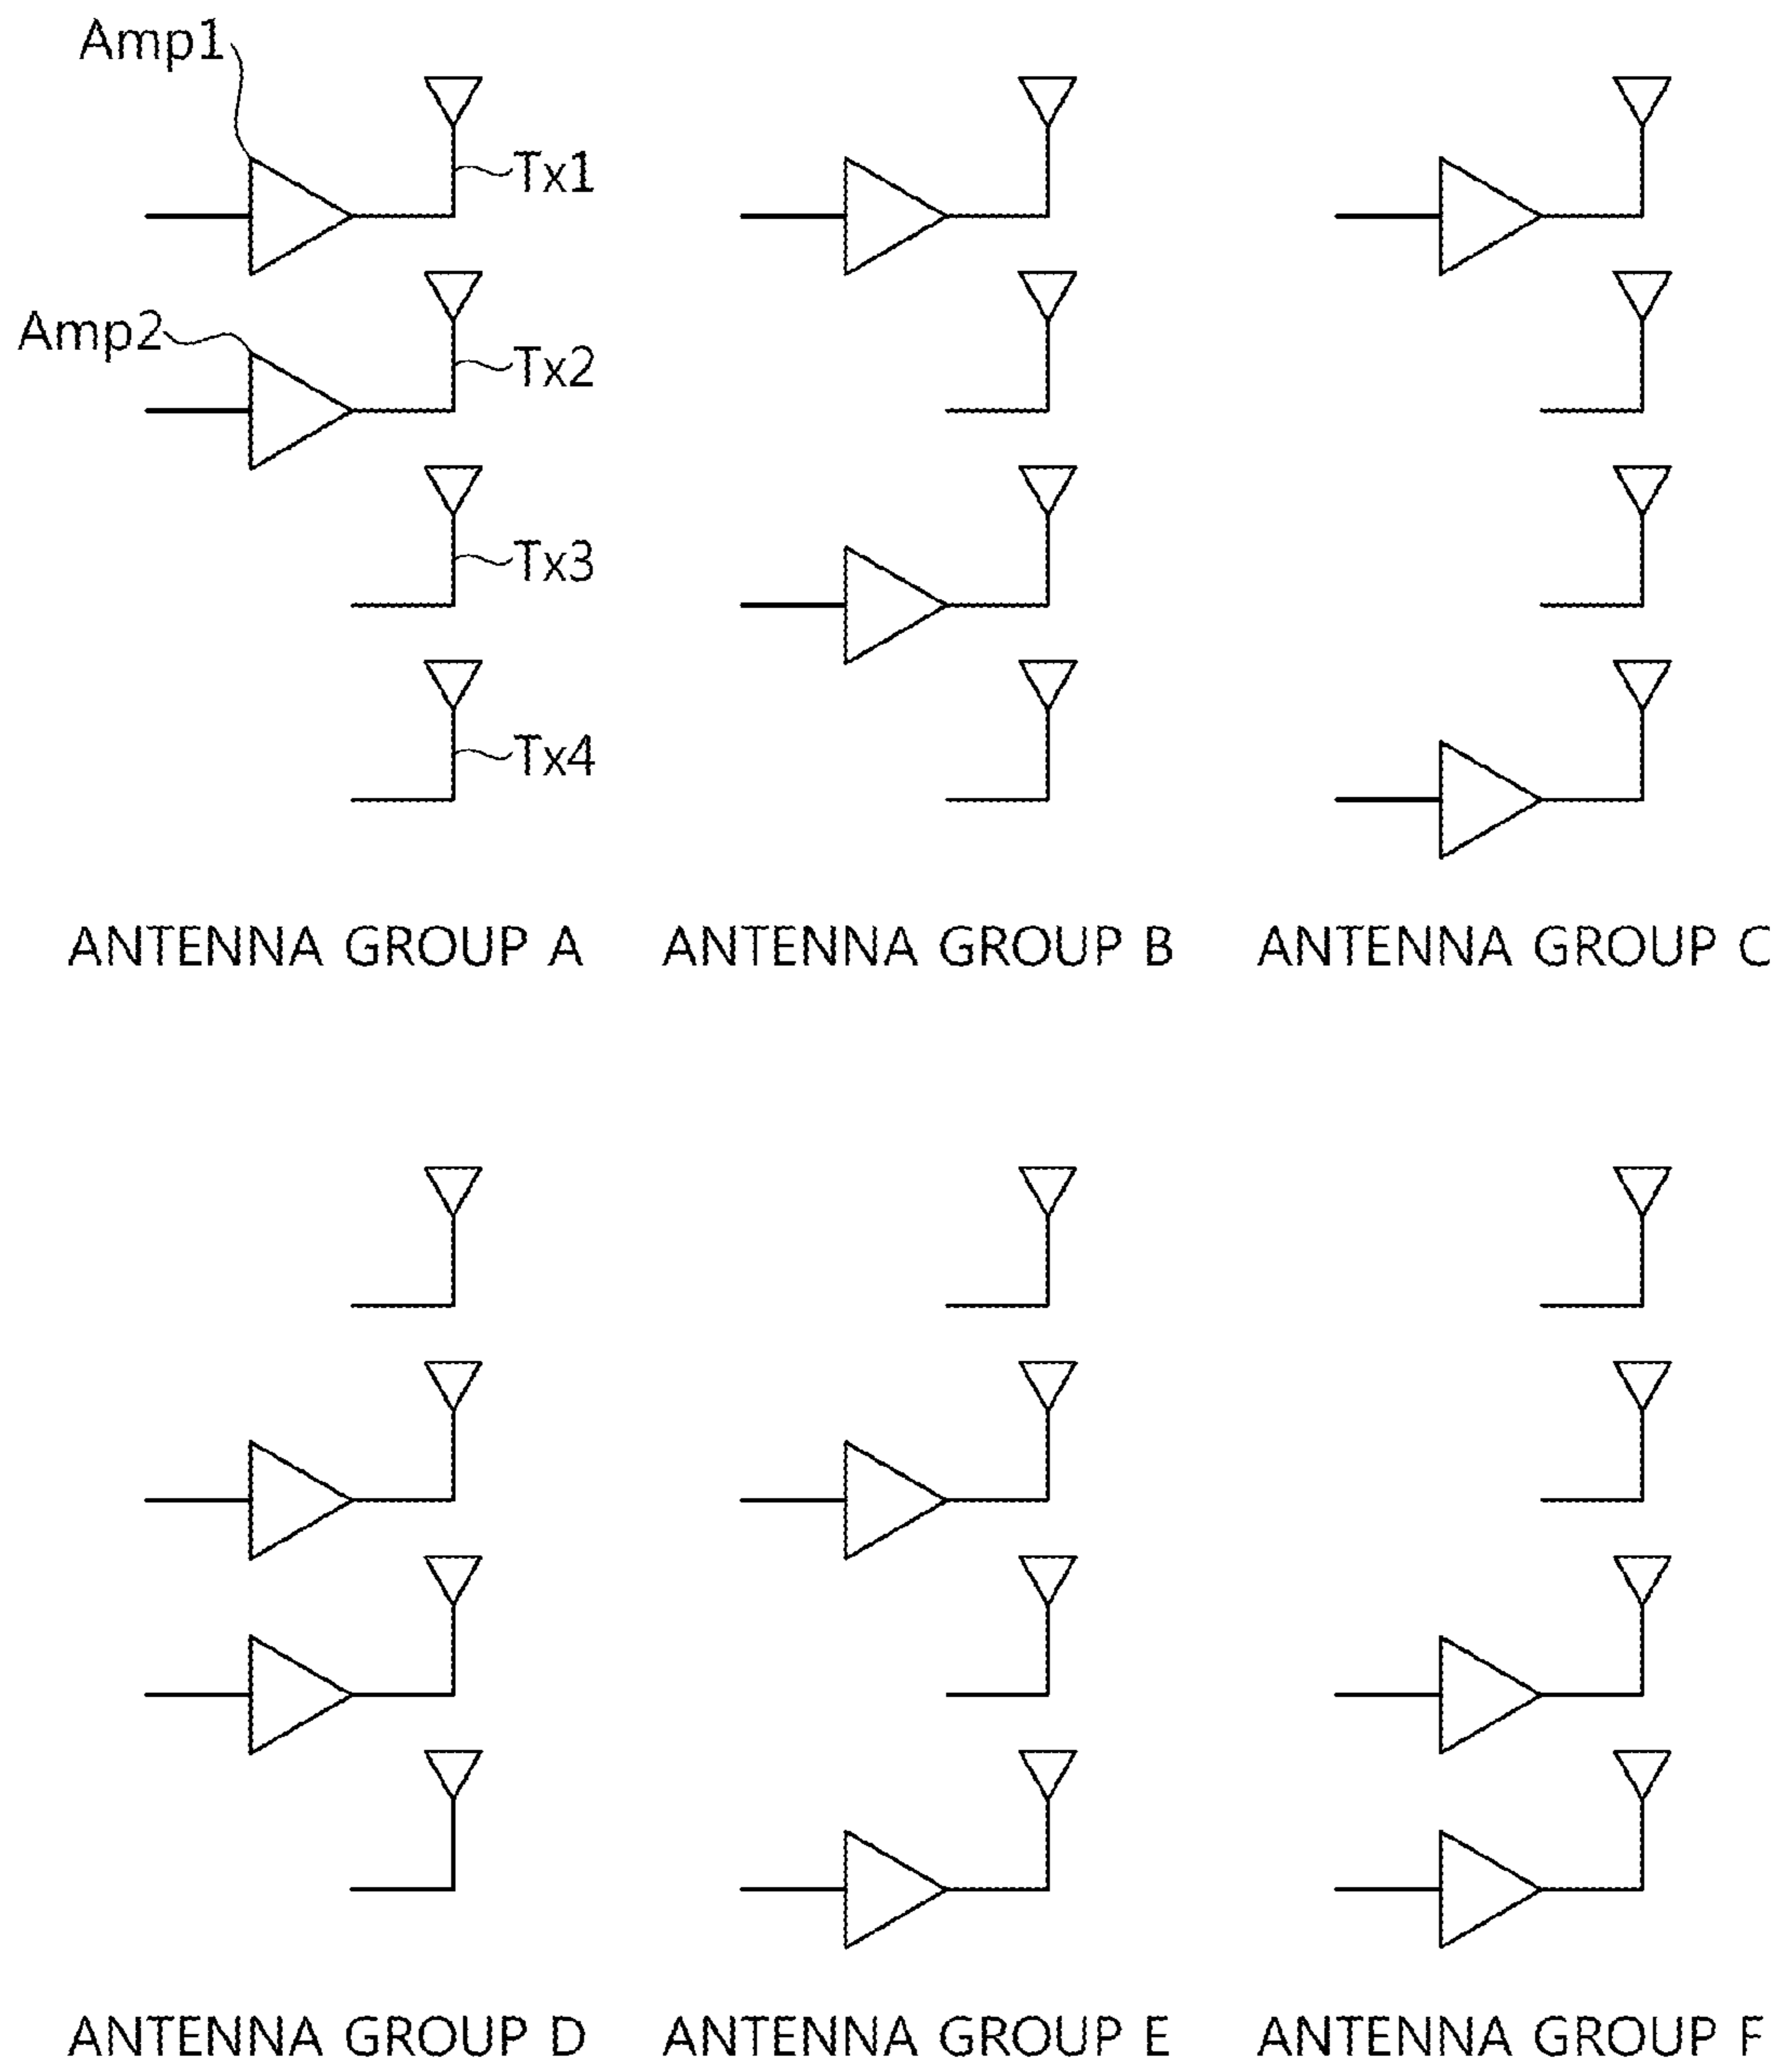 Amp1
Tx1
Amp2
Tx2
Tx3
Tx4
ANTENNA GROUP A
ANTENNA GROUP B
ANTENNA GROUP C
ANTENNA GROUP D
ANTENNA GROUP E
ANTENNA GROUP F